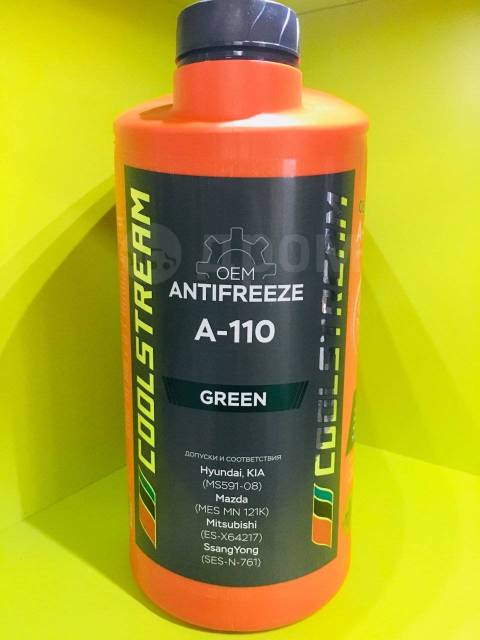 COOLSTREAM
OEM
ANTIFREEZE
A-110
GREEN
ДОПУСКИ И СООТВЕТСТВИЯ
Hyundai, KIA
(MS591-08)
Mazda
(MES MN 121K)
Mitsubishi
(ES-X64217)
SsangYong
(SES-N-761)
COOLSTREAM